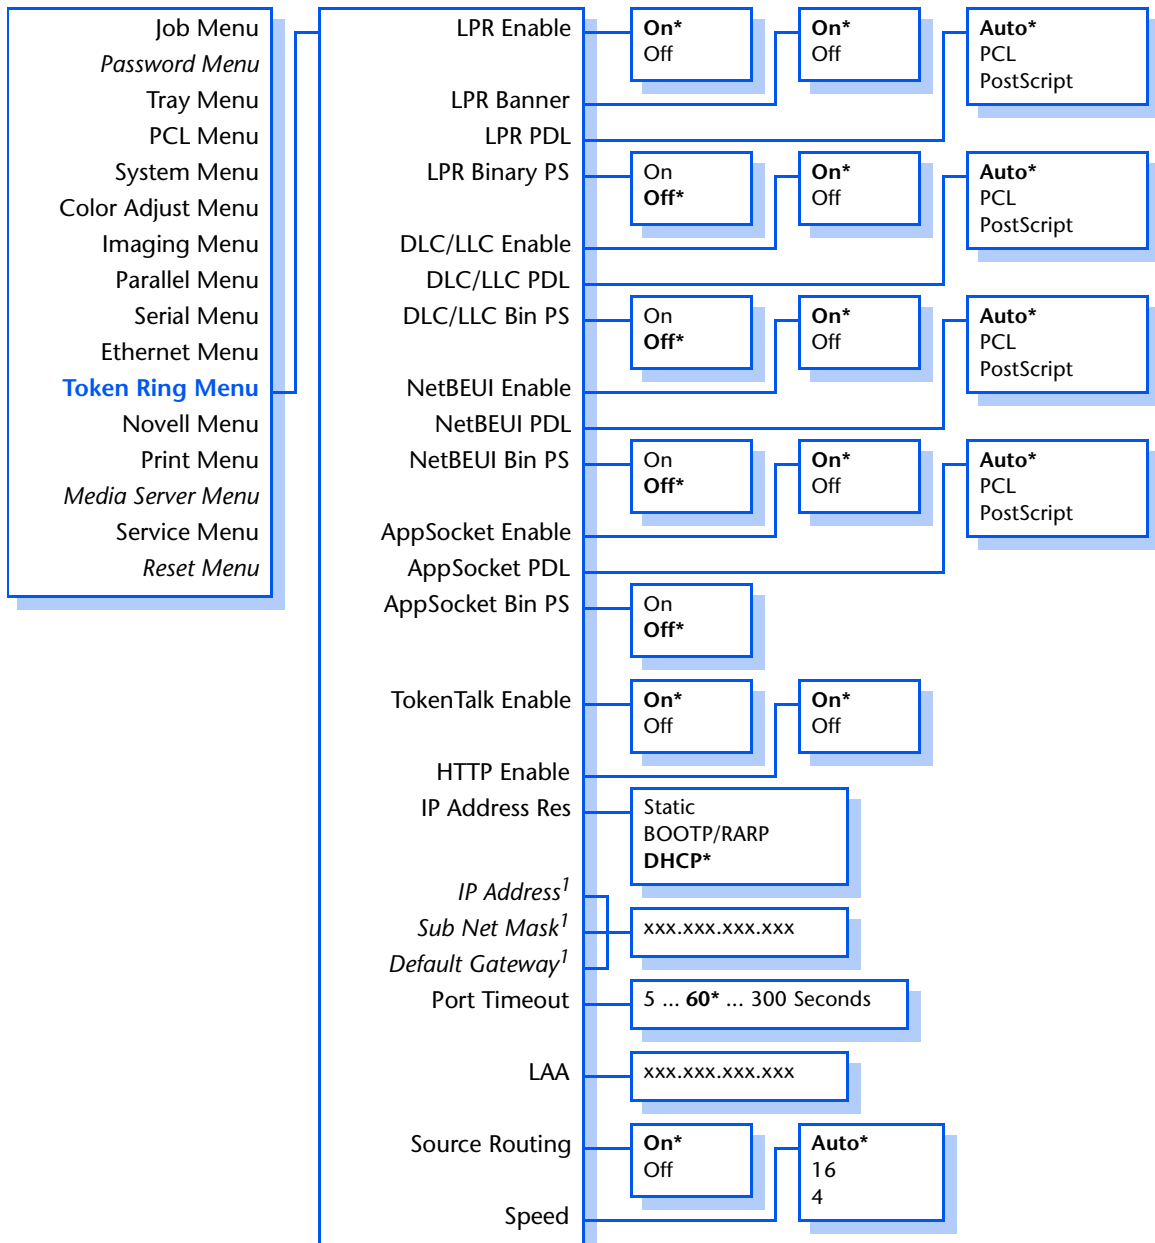 Job Menu
Password Menu
Tray Menu
PCL Menu
System Menu
Color Adjust Menu
Imaging Menu
Parallel Menu
Serial Menu
Ethernet Menu
Token Ring Menu
Novell Menu
Print Menu
Media Server Menu
Service Menu
Reset Menu
LPR Enable
On*
Off
LPR Banner
On*
Off
LPR PDL
Auto*
PCL
PostScript
LPR Binary PS
On
Off*
DLC/LLC Enable
On*
Off
DLC/LLC PDL
Auto*
PCL
PostScript
DLC/LLC Bin PS
On
Off*
NetBEUI Enable
On*
Off
NetBEUI PDL
Auto*
PCL
PostScript
NetBEUI Bin PS
On
Off*
AppSocket Enable
On*
Off
AppSocket PDL
Auto*
PCL
PostScript
AppSocket Bin PS
On
Off*
TokenTalk Enable
On*
Off
HTTP Enable
On*
Off
IP Address Res
Static
BOOTP/RARP
DHCP*
IP Address1
Sub Net Mask1
Default Gateway1
xxx.xxx.xxx.xxx
Port Timeout
5 ... 60* ... 300 Seconds
LAA
xxx.xxx.xxx.xxx
Source Routing
On*
Off
Speed
Auto*
16
4